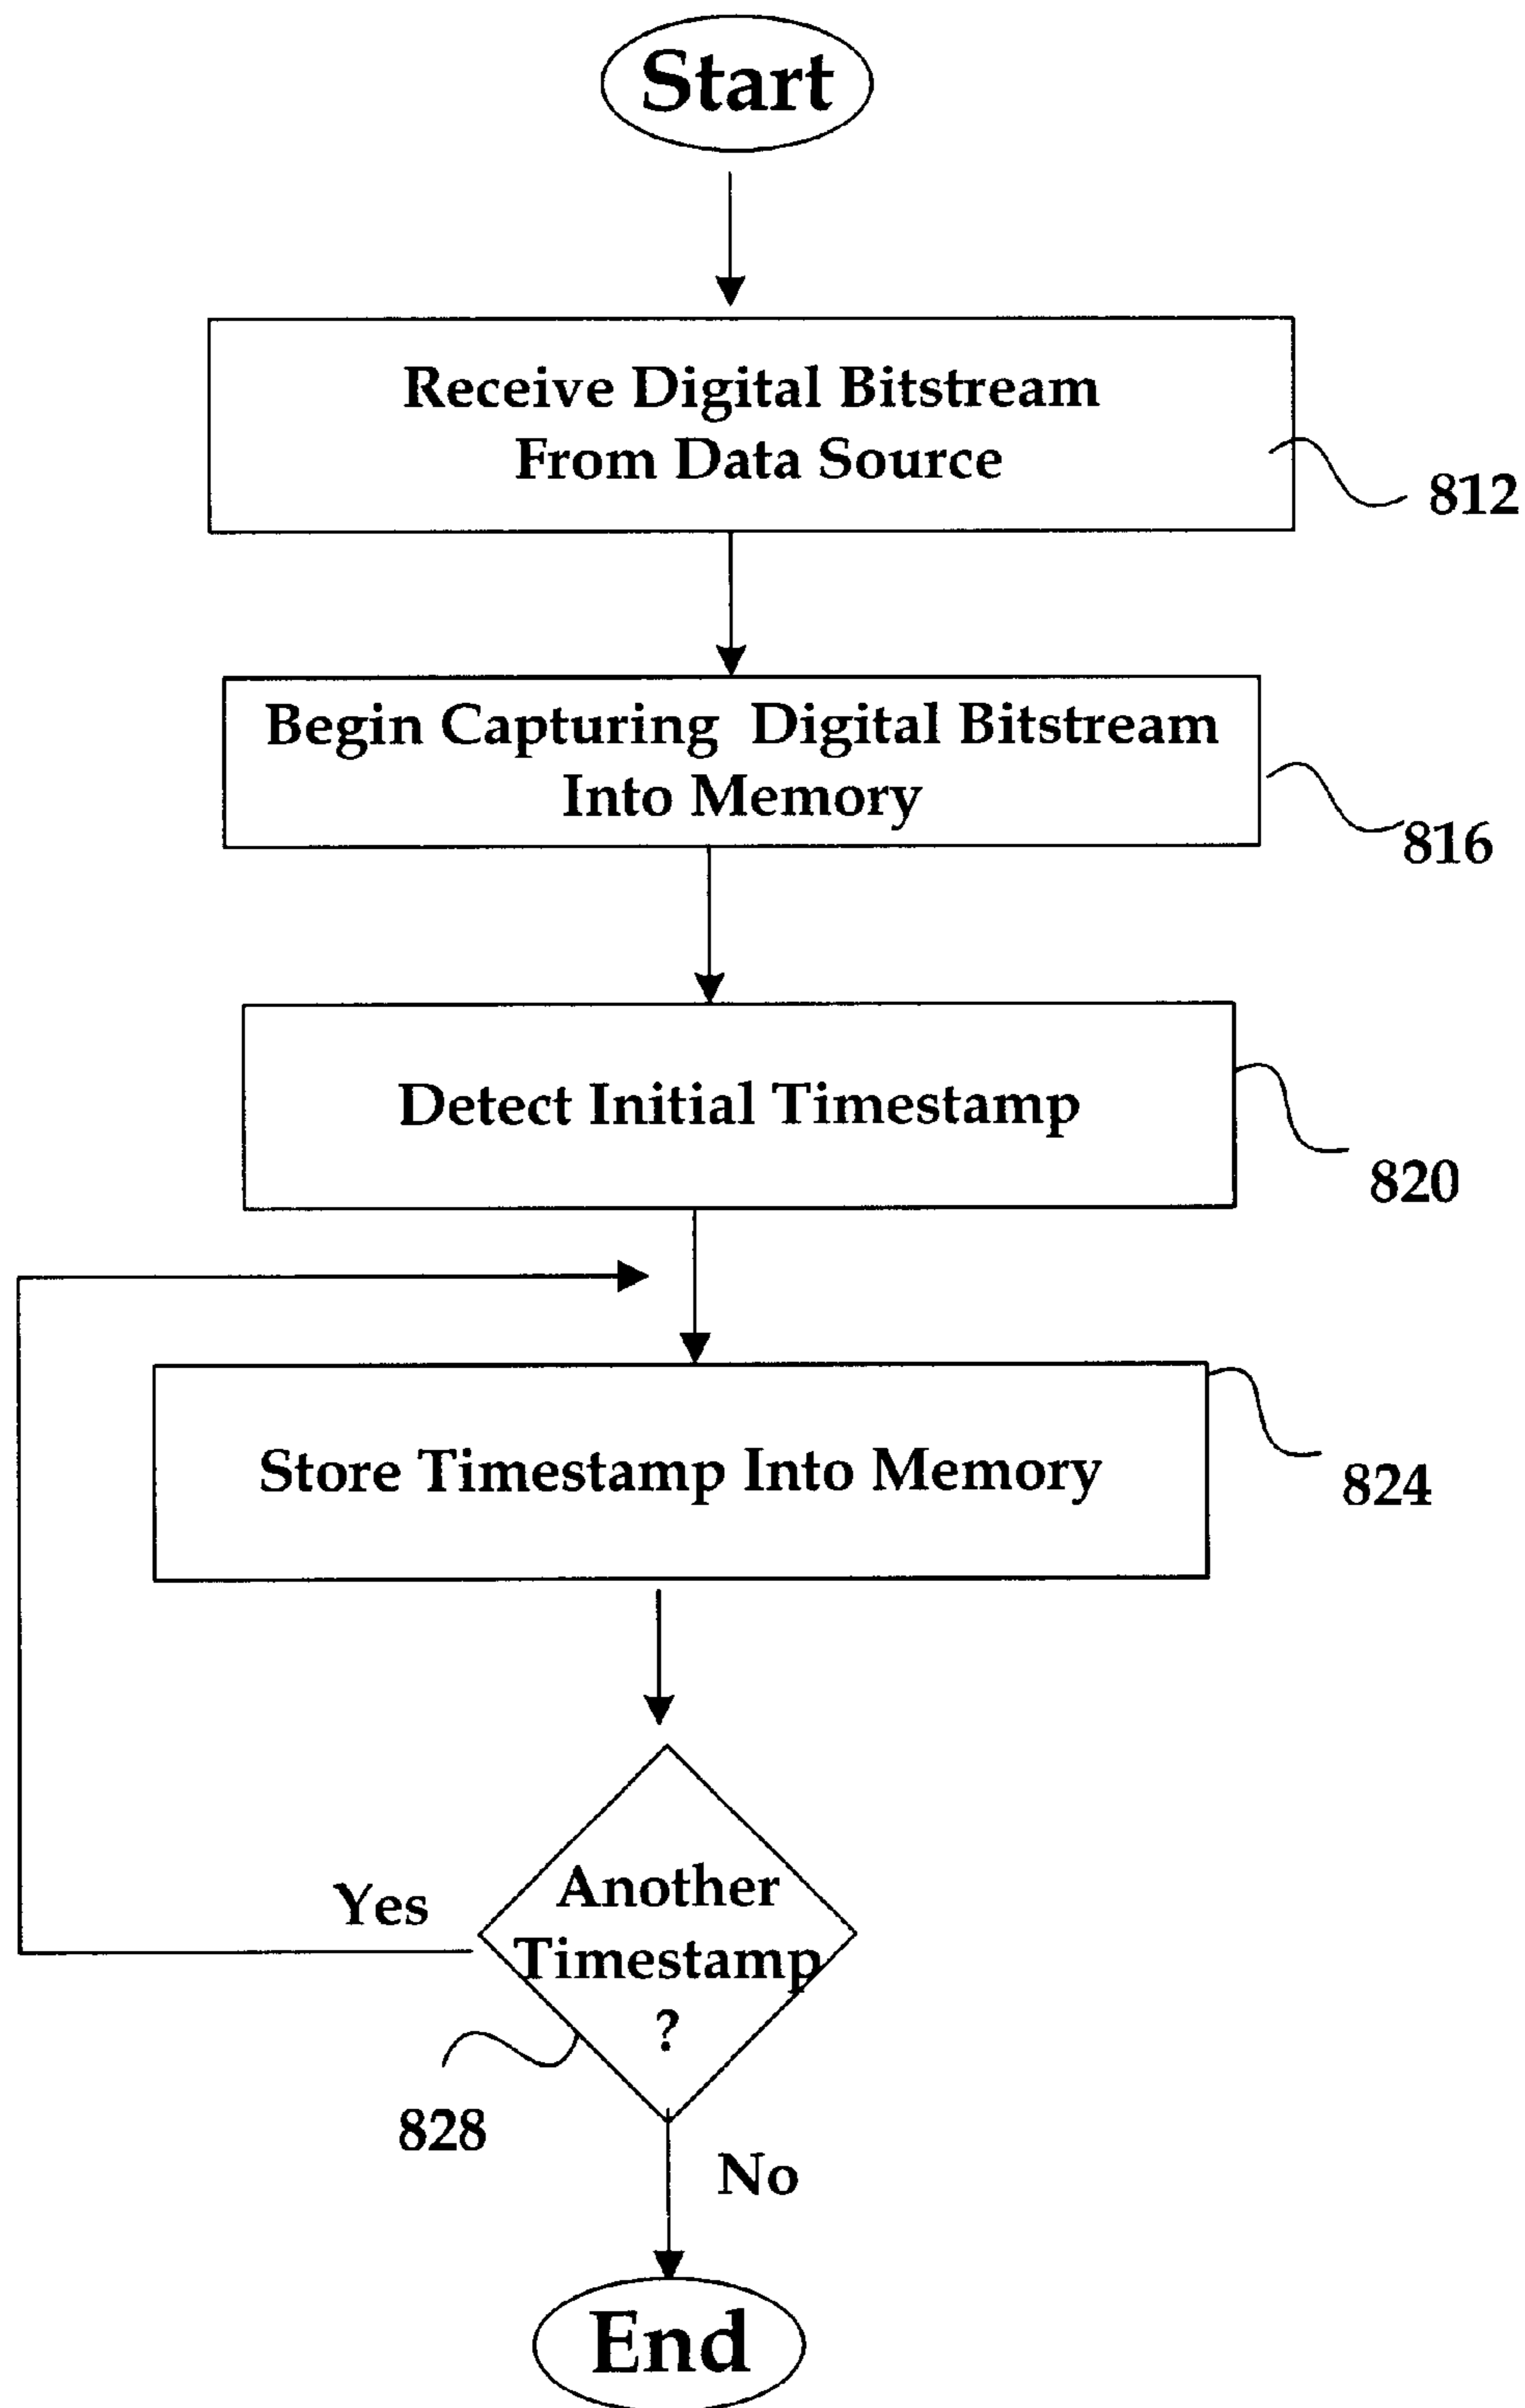 Start
Receive Digital Bitstream
From Data Source
812
Begin Capturing Digital Bitstream
Into Memory
816
Detect Initial Timestamp
820
Store Timestamp Into Memory
824
Another
Timestamp
?
Yes
828
No
End